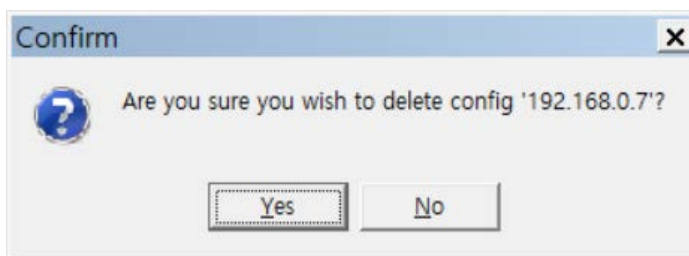 Confirm
Are you sure you wish to delete config '192.168.0.7'?
Yes No